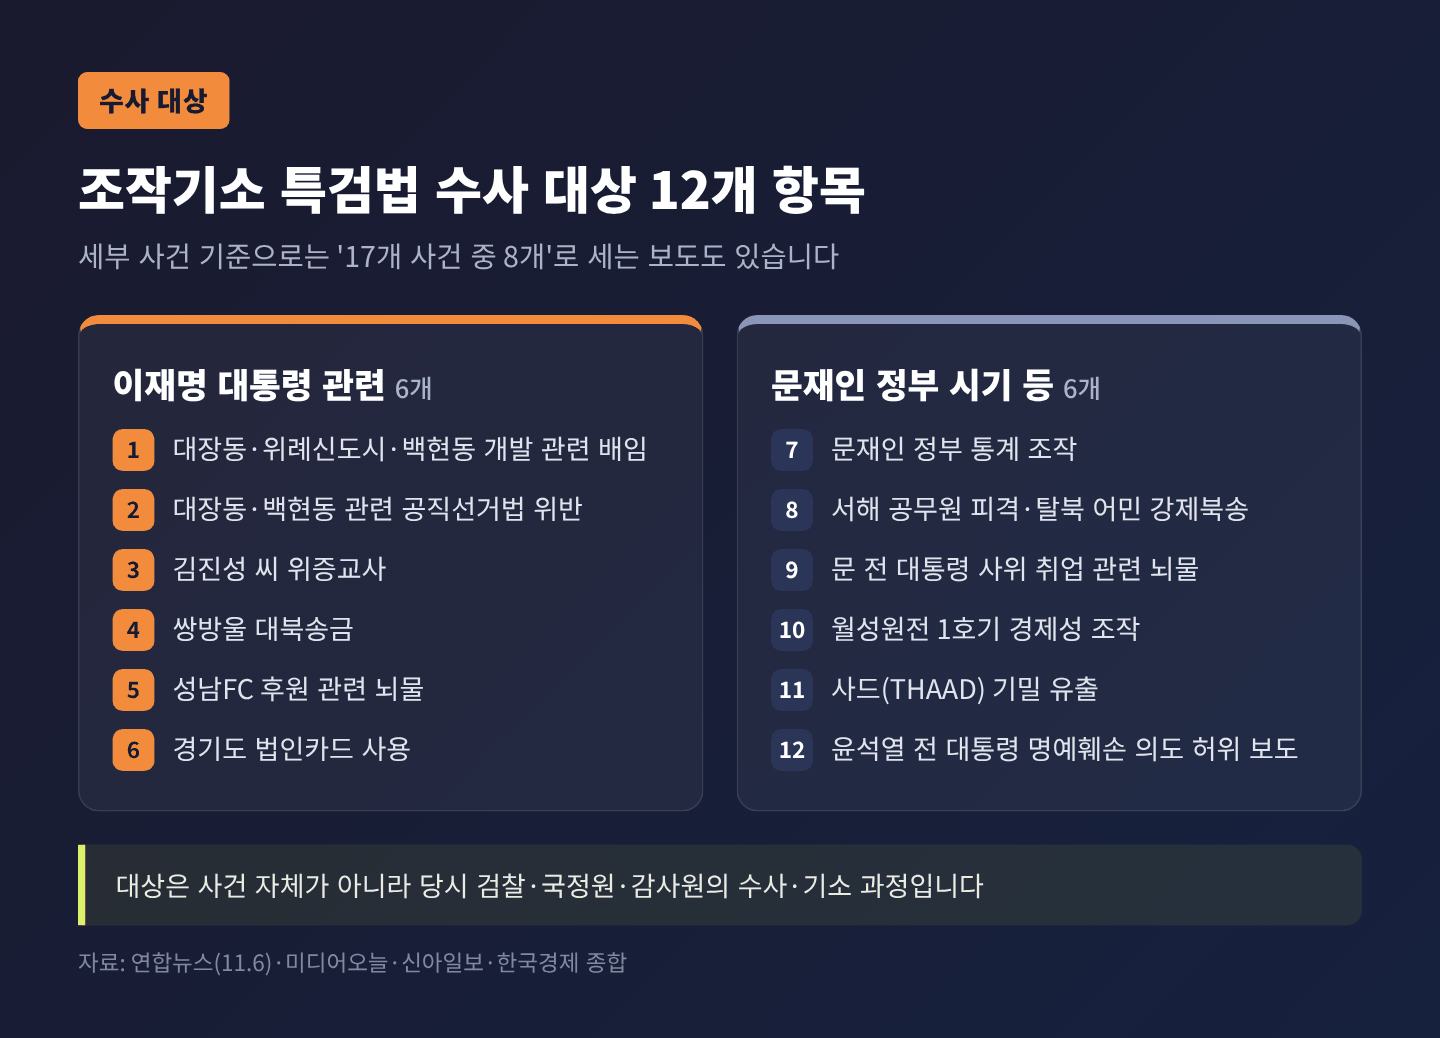 수사 대상
조작기소 특검법 수사 대상 12개 항목
세부 사건 기준으로는 '17개 사건 중 8개'로 세는 보도도 있습니다
이재명 대통령 관련 6개
1 대장동·위례신도시·백현동 개발 관련 배임
2 대장동·백현동 관련 공직선거법 위반
3 김진성 씨 위증교사
4 쌍방울 대북송금
5 성남FC 후원 관련 뇌물
6 경기도 법인카드 사용
문재인 정부 시기 등 6개
7 문재인 정부 통계 조작
8 서해 공무원 피격·탈북 어민 강제북송
9 문 전 대통령 사위 취업 관련 뇌물
10 월성원전 1호기 경제성 조작
11 사드(THAAD) 기밀 유출
12 윤석열 전 대통령 명예훼손 의도 허위 보도
대상은 사건 자체가 아니라 당시 검찰·국정원·감사원의 수사·기소 과정입니다
자료: 연합뉴스(11.6)·미디어오늘·신아일보·한국경제 종합